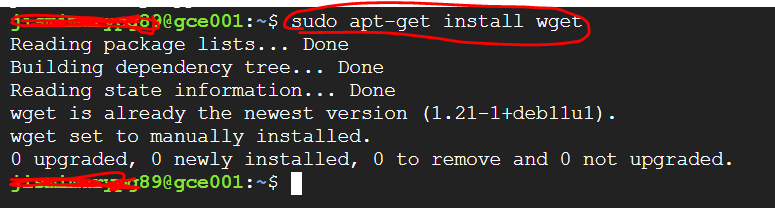 89@gce001:~$ sudo apt-get install wget
Reading package lists... Done
Building dependency tree... Done
Reading state information... Done
wget is already the newest version (1.21-1+deb11u1).
wget set to manually installed.
0 upgraded, 0 newly installed, 0 to remove and 0 not upgraded.
89@gce001:~$